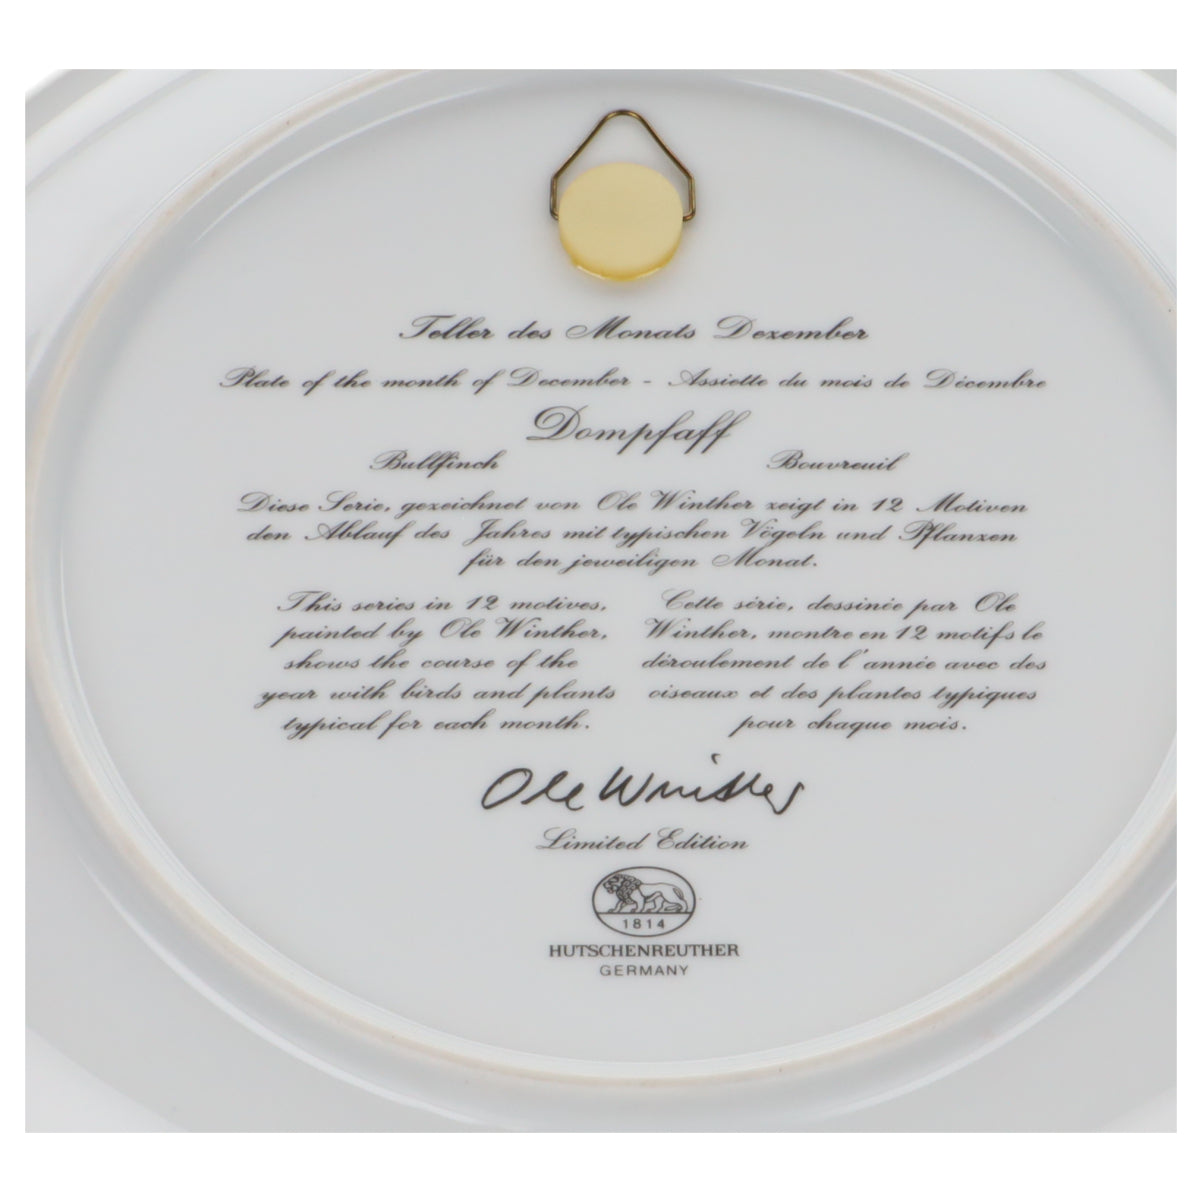 Teller des Monats Dezember
Plate of the month of December - Assiette du mois de Décembre
Dompfaff
Bullfinch Bouvreuil
Diese Serie, gezeichnet von Ole Winther zeigt in 12 Motiven
den Ablauf des Jahres mit typischen Vögeln und Pflanzen
für den jeweiligen Monat.
This series in 12 motives,
painted by Ole Winther,
shows the course of the
year with birds and plants
typical for each month.
Cette série, dessinée par Ole
Winther, montre en 12 motifs le
déroulement de l'année avec des
oiseaux et des plantes typiques
pour chaque mois.
Ole Winther
Limited Edition
1814
HUTSCHENREUTHER
GERMANY